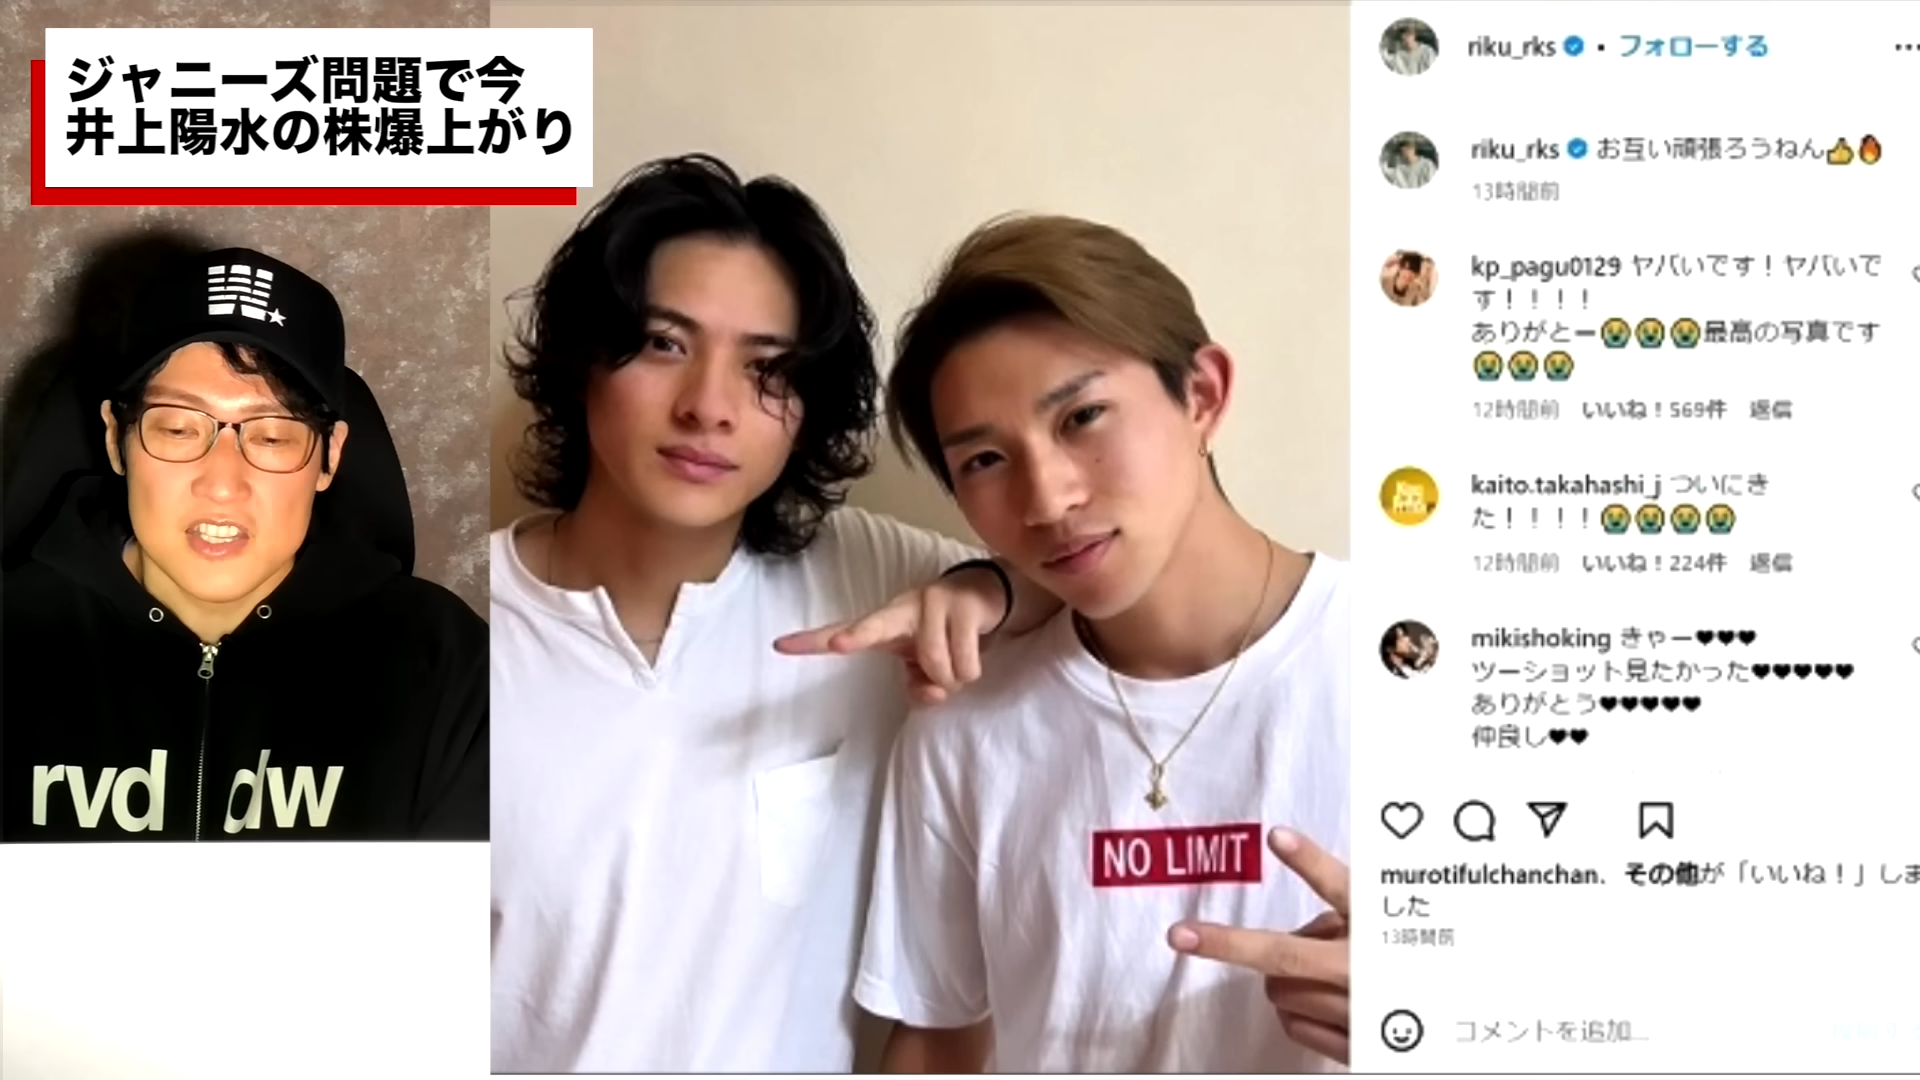 ジャニーズ問題で今
井上陽水の株爆上がり
W
rvd dw
NO LIMIT
riku_rks • フォローする
riku_rks お互い頑張ろうねん👍🔥
13時間前
kp_pagu0129 ヤバいです！ヤバいで
す！！！！
ありがとー😭😭😭最高の写真です
😭😭😭
12時間前 いいね！569件 返信
kaito.takahashi_j ついにき
た！！！！😭😭😭😭
12時間前 いいね！224件 返信
mikishoking きゃー♥♥♥
ツーショット見たかった♥♥♥♥♥
ありがとう♥♥♥♥♥
仲良し♥♥
murotifulchanchan、その他が「いいね！」しま
した
13時間前
コメントを追加...